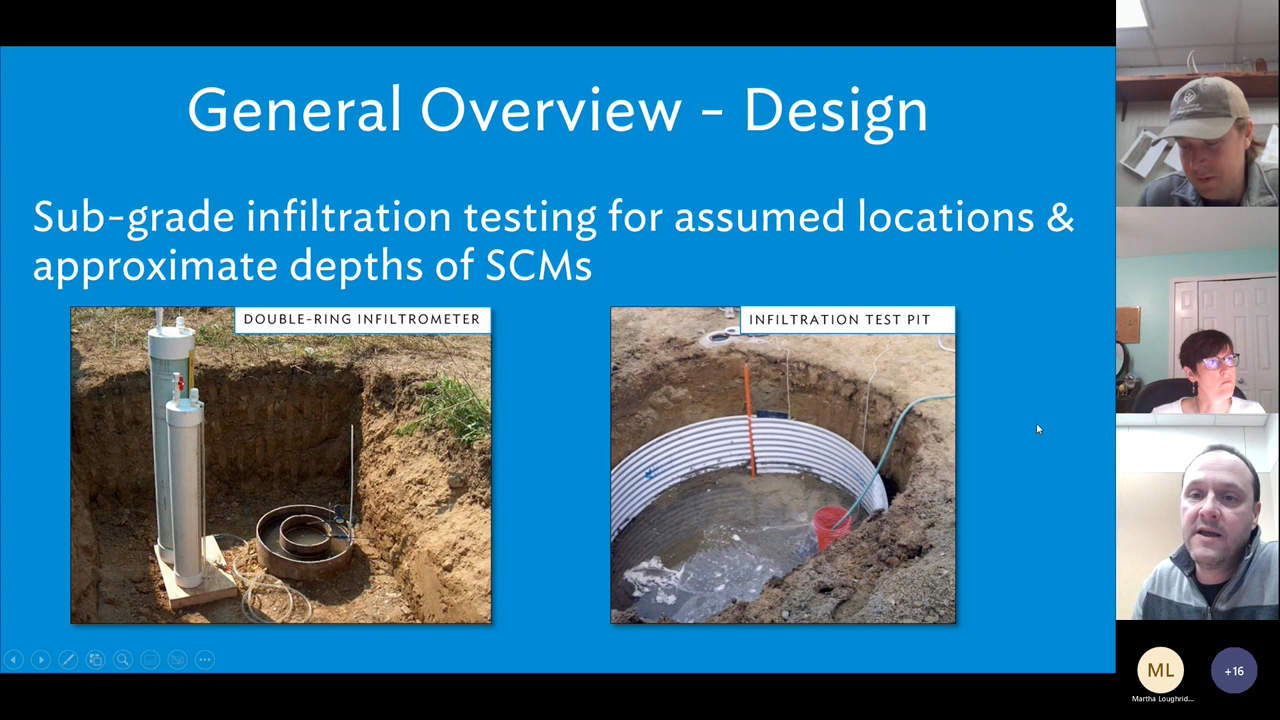 General Overview – Design
Sub-grade infiltration testing for assumed locations &
approximate depths of SCMs
DOUBLE-RING INFILTROMETER
INFILTRATION TEST PIT
ML
+16
Martha Loughrid...